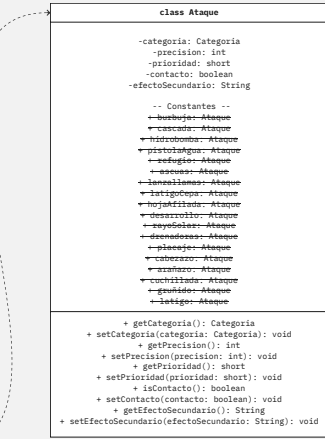 class Ataque
-categoria: Categoria
-precision: int
-prioridad: short
-contacto: boolean
-efectoSecundario: String
-- Constantes --
+ burbuja: Ataque
+ cascada: Ataque
+ hidrobomba: Ataque
+ pistolaAgua: Ataque
+ refugio: Ataque
+ ascuas: Ataque
+ lanzallamas: Ataque
+ latigoCepa: Ataque
+ hojaAfilada: Ataque
+ desarrollo: Ataque
+ rayoSolar: Ataque
+ drenadoras: Ataque
+ placaje: Ataque
+ cabezazo: Ataque
+ arañazo: Ataque
+ cuchillada: Ataque
+ gruñido: Ataque
+ latigo: Ataque
+ getCategoria(): Categoria
+ setCategoria(categoria: Categoria): void
+ getPrecision(): int
+ setPrecision(precision: int): void
+ getPrioridad(): short
+ setPrioridad(prioridad: short): void
+ isContacto(): boolean
+ setContacto(contacto: boolean): void
+ getEfectoSecundario(): String
+ setEfectoSecundario(efectoSecundario: String): void